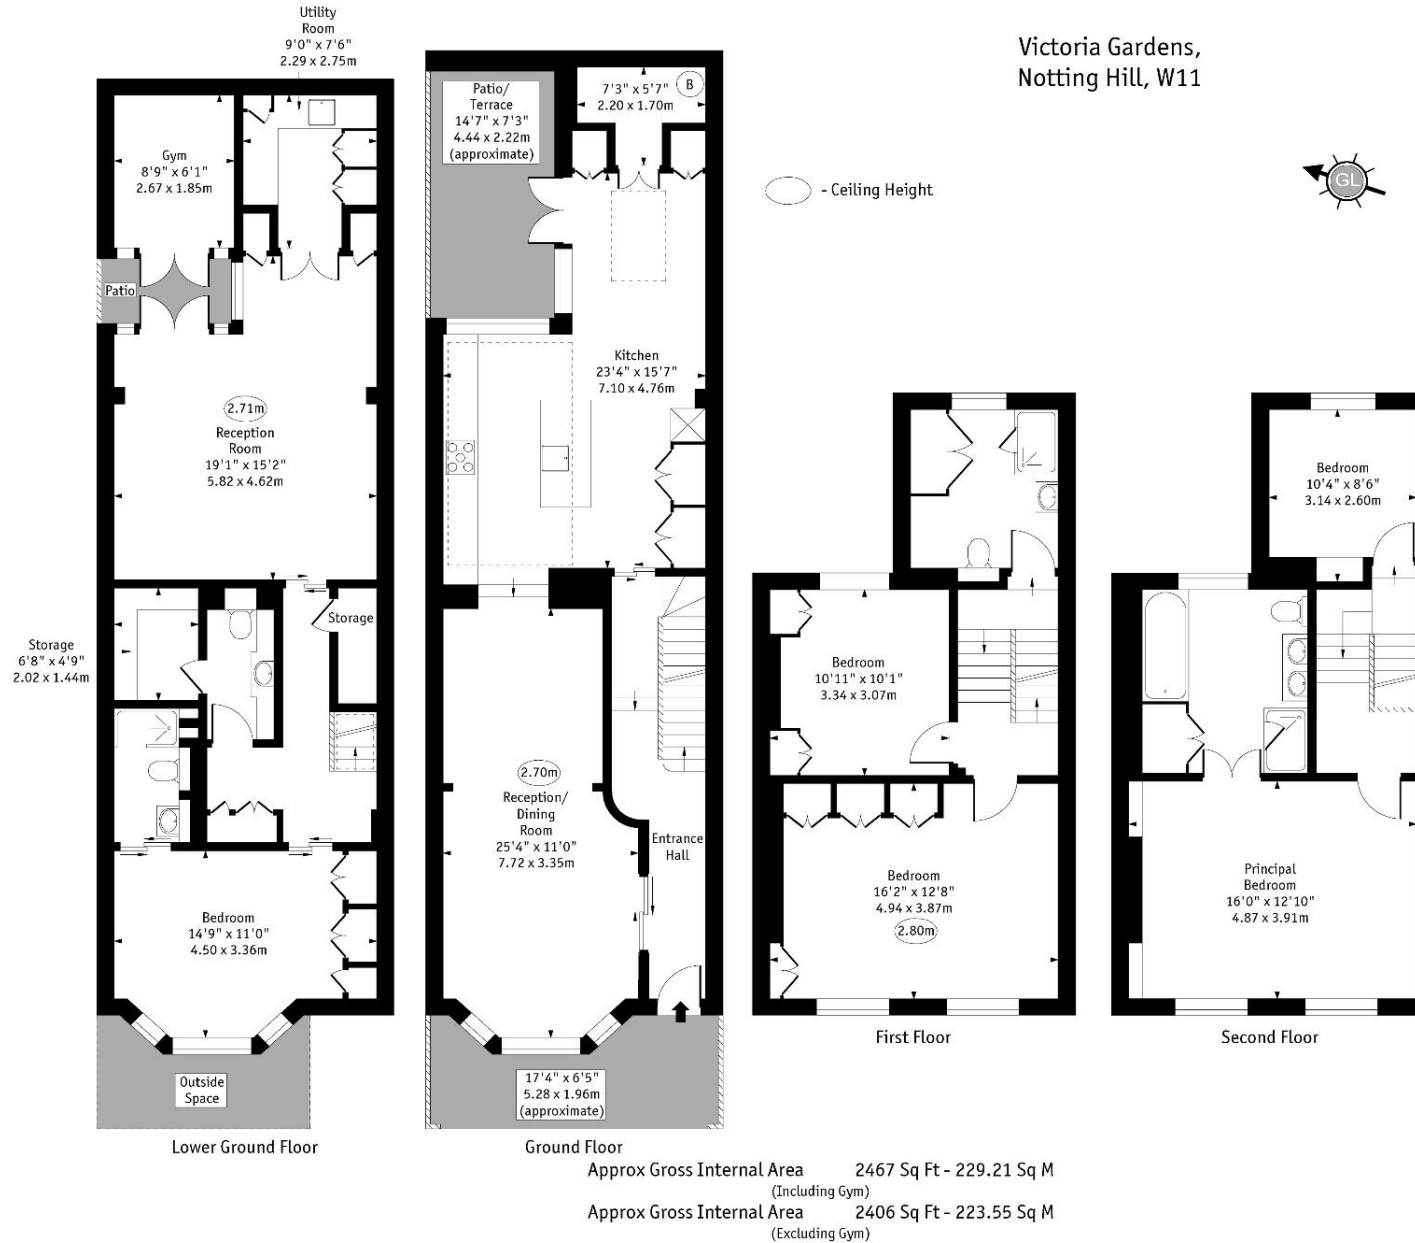 Victoria Gardens,
Notting Hill, W11
GL
- Ceiling Height
Utility
Room
9'0" x 7'6"
2.29 x 2.75m
Gym
8'9" x 6'1"
2.67 x 1.85m
Patio
2.71m
Reception
Room
19'1" x 15'2"
5.82 x 4.62m
Storage
Storage
6'8" x 4'9"
2.02 x 1.44m
Bedroom
14'9" x 11'0"
4.50 x 3.36m
Outside
Space
Lower Ground Floor
Patio/
Terrace
14'7" x 7'3"
4.44 x 2.22m
(approximate)
7'3" x 5'7"
2.20 x 1.70m
B
Kitchen
23'4" x 15'7"
7.10 x 4.76m
2.70m
Reception/
Dining
Room
25'4" x 11'0"
7.72 x 3.35m
Entrance
Hall
17'4" x 6'5"
5.28 x 1.96m
(approximate)
Ground Floor
Bedroom
10'11" x 10'1"
3.34 x 3.07m
Bedroom
16'2" x 12'8"
4.94 x 3.87m
2.80m
First Floor
Bedroom
10'4" x 8'6"
3.14 x 2.60m
Principal
Bedroom
16'0" x 12'10"
4.87 x 3.91m
Second Floor
Approx Gross Internal Area 2467 Sq Ft - 229.21 Sq M
(Including Gym)
Approx Gross Internal Area 2406 Sq Ft - 223.55 Sq M
(Excluding Gym)